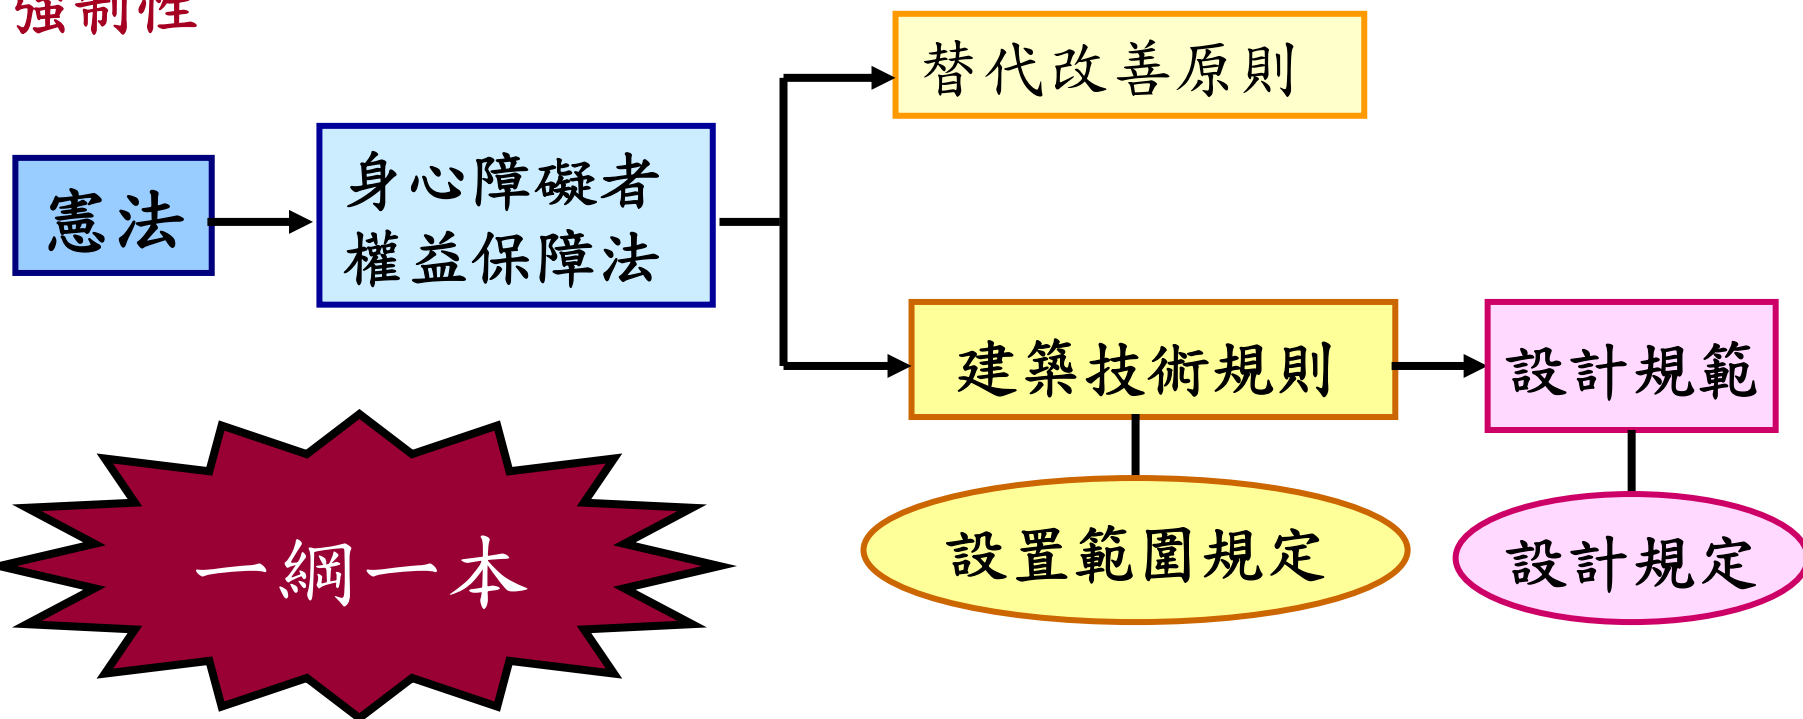 強制性
替代改善原則
憲法
身心障礙者
權益保障法
建築技術規則
設計規範
一綱一本
設置範圍規定
設計規定